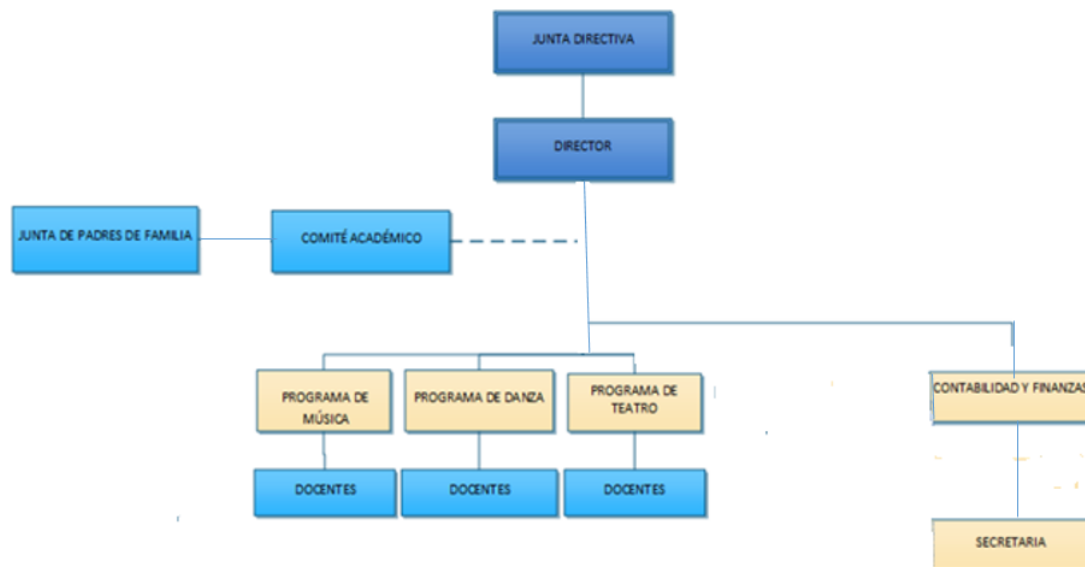 JUNTA DIRECTIVA
DIRECTOR
JUNTA DE PADRES DE FAMILIA
COMITÉ ACADÉMICO
PROGRAMA DE
MÚSICA
PROGRAMA DE DANZA
PROGRAMA DE
TEATRO
CONTABILIDAD Y FINANZAS
DOCENTES
DOCENTES
DOCENTES
SECRETARIA